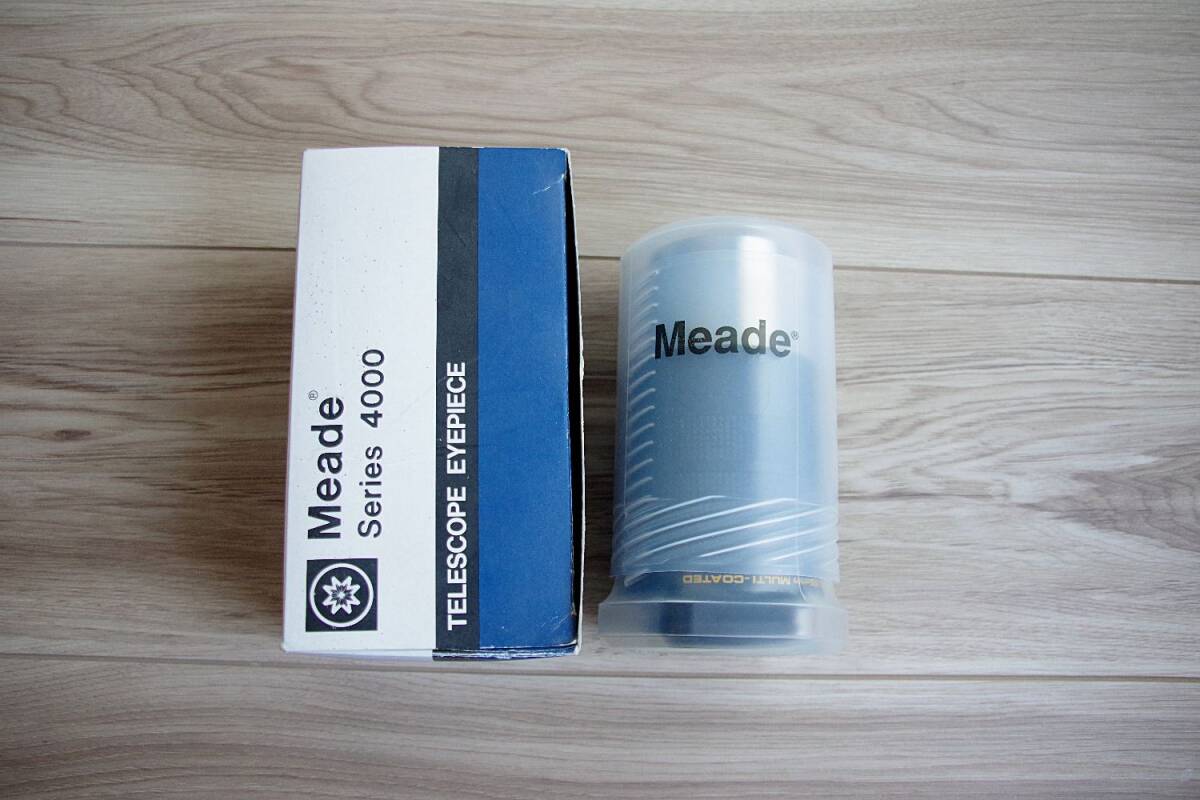 Meade®
Series 4000
TELESCOPE EYEPIECE
Meade®
MULTI-COATED